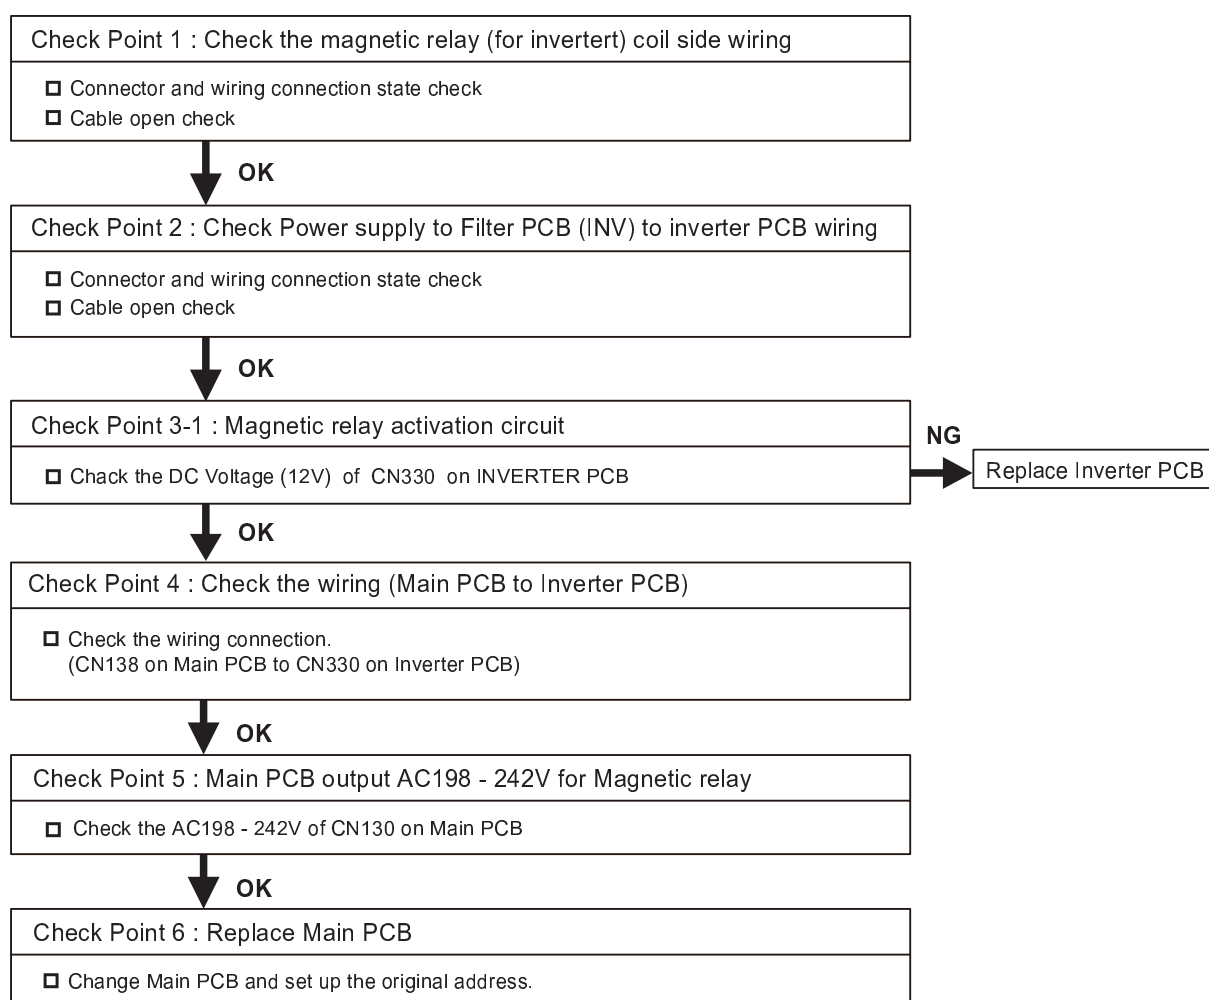 Check Point 1 : Check the magnetic relay (for invertert) coil side wiring
Connector and wiring connection state check
Cable open check
OK
Check Point 2 : Check Power supply to Filter PCB (INV) to inverter PCB wiring
Connector and wiring connection state check
Cable open check
OK
Check Point 3-1 : Magnetic relay activation circuit
Chack the DC Voltage (12V) of CN330 on INVERTER PCB
NG
Replace Inverter PCB
OK
Check Point 4 : Check the wiring (Main PCB to Inverter PCB)
Check the wiring connection.
(CN138 on Main PCB to CN330 on Inverter PCB)
OK
Check Point 5 : Main PCB output AC198 - 242V for Magnetic relay
Check the AC198 - 242V of CN130 on Main PCB
OK
Check Point 6 : Replace Main PCB
Change Main PCB and set up the original address.